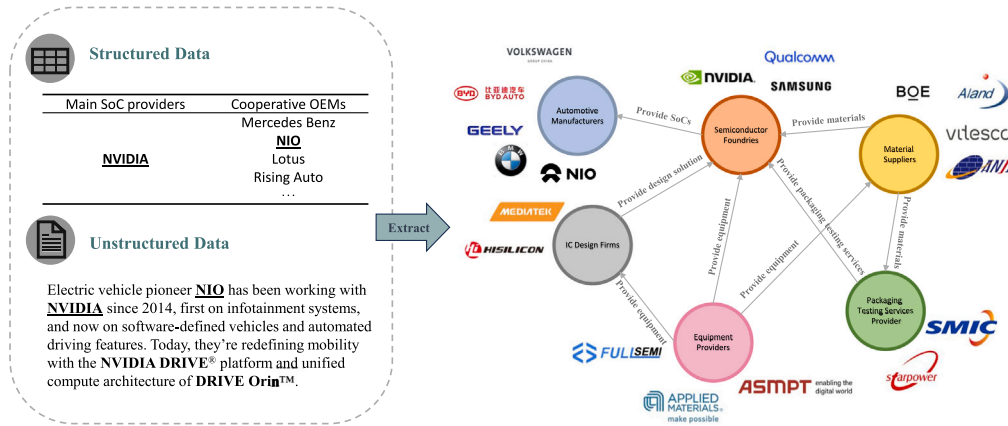 Structured Data
Main SoC providers
Cooperative OEMs
NVIDIA
Mercedes Benz
NIO
Lotus
Rising Auto
...
Unstructured Data
Electric vehicle pioneer NIO has been working with
NVIDIA since 2014, first on infotainment systems,
and now on software-defined vehicles and automated
driving features. Today, they're redefining mobility
with the NVIDIA DRIVE® platform and unified
compute architecture of DRIVE Orin™.
Extract
VOLKSWAGEN
GROUP CHINA
BYD
比亚迪汽车
BYD AUTO
GEELY
BMW
NIO
Automotive
Manufacturers
Provide SoCs
NVIDIA.
Qualcomm
SAMSUNG
Semiconductor
Foundries
Provide materials
BOE
Aland
vitesco
Material
Suppliers
Provide design solution
Provide packaging testing services
Provide materials
MEDIATEK
HISILICON
IC Design Firms
Provide equipment
Provide equipment
Provide equipment
Equipment
Providers
Packaging
Testing Services
Provider
SMIC
starpower
FULLSEMI
APPLIED
MATERIALS®
make possible
ASMPT
enabling the
digital world